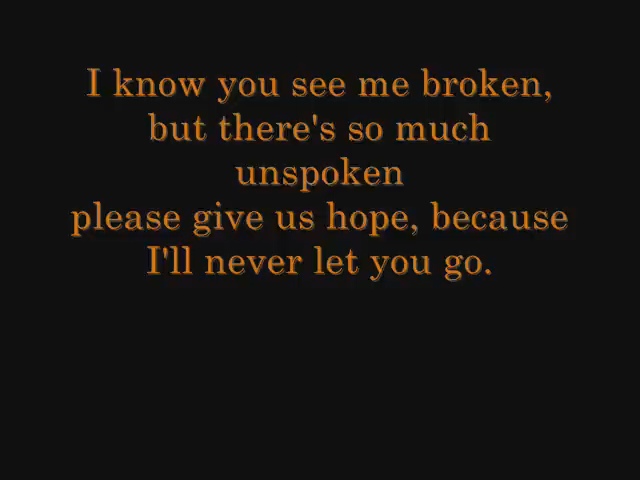 I know you see me broken,
but there's so much
unspoken
please give us hope, because
I'll never let you go.